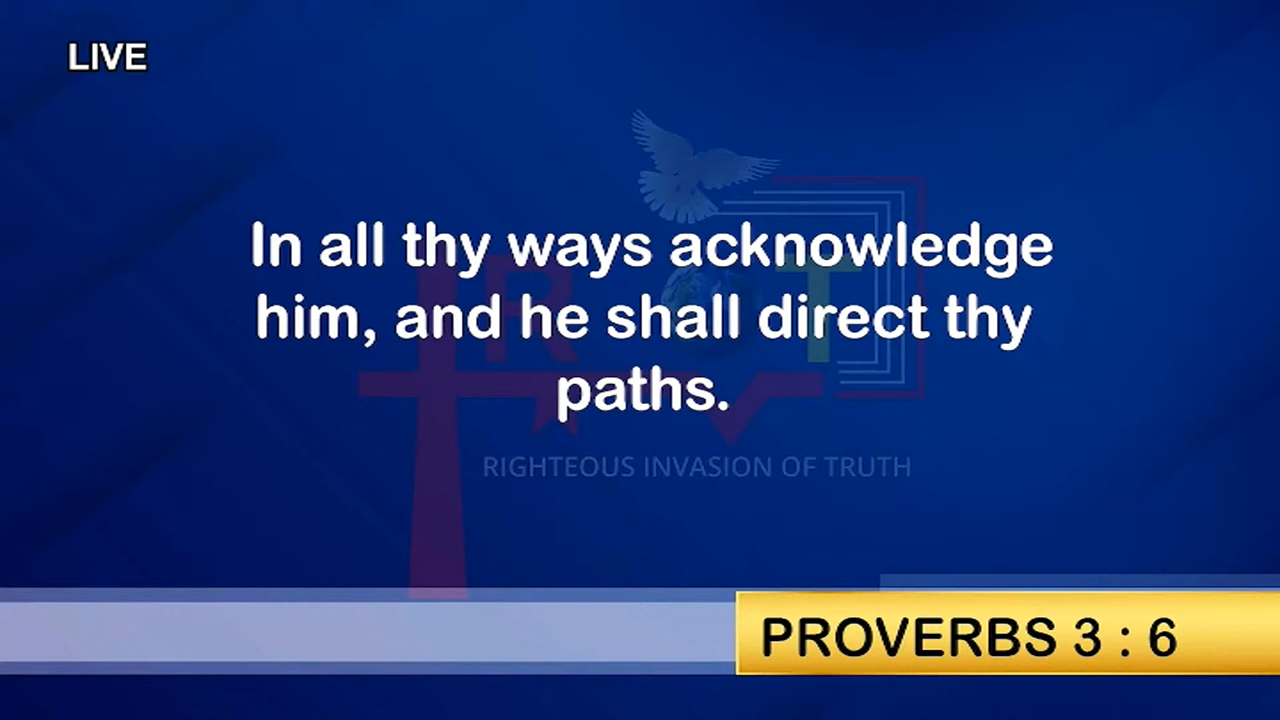 LIVE
In all thy ways acknowledge
him, and he shall direct thy
paths.
R T
RIGHTEOUS INVASION OF TRUTH
PROVERBS 3 : 6